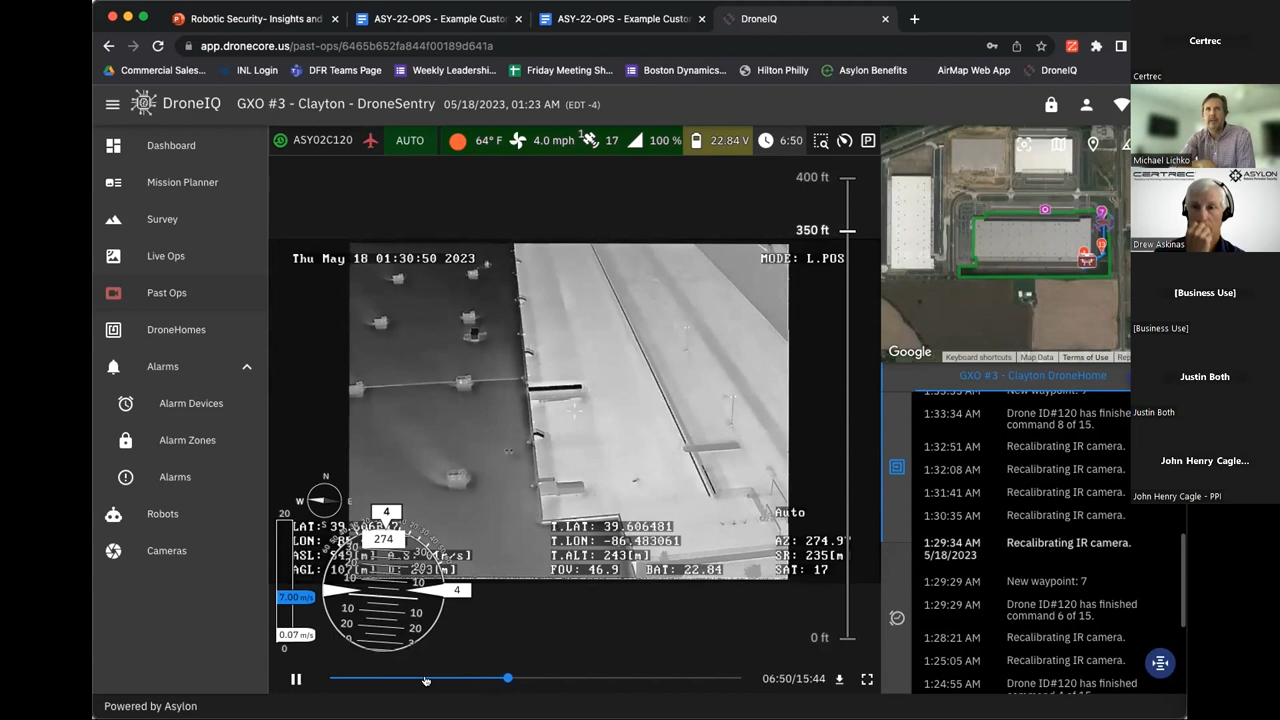 Robotic Security- Insights and
ASY-22-OPS - Example Custo
ASY-22-OPS - Example Custo
DroneIQ
app.dronecore.us/past-ops/6465b652fa844f00189d641a
Commercial Sales...
INL Login
DFR Teams Page
Weekly Leadershi...
Friday Meeting Sh...
Boston Dynamics...
Hilton Philly
Asylon Benefits
AirMap Web App
DroneIQ
DroneIQ
GXO #3 - Clayton - DroneSentry
05/18/2023, 01:23 AM (EDT -4)
Dashboard
Mission Planner
Survey
Live Ops
Past Ops
DroneHomes
Alarms
Alarm Devices
Alarm Zones
Alarms
Robots
Cameras
ASY02C120
AUTO
64° F
4.0 mph
1
17
100 %
22.84 V
6:50
400 ft
350 ft
0 ft
Thu May 18 01:30:50 2023
MODE: L.POS
N
W
E
20
4
274
30
10
10
4
10
10
20
20
7.00 m/s
0.07 m/s
0
T.LAT: 39.606481
T.LON: -86.483061
T.ALT: 243[m]
FOV: 46.9
BAT: 22.84
Auto
AZ: 274.9°
SR: 235[m
SAT: 17
06:50/15:44
Google
Keyboard shortcuts
Map Data
Terms of Use
Rep
GXO #3 - Clayton DroneHome
1:33:34 AM
Drone ID#120 has finished
command 8 of 15.
1:32:51 AM
Recalibrating IR camera.
1:32:08 AM
Recalibrating IR camera.
1:31:41 AM
Recalibrating IR camera.
1:30:35 AM
Recalibrating IR camera.
1:29:34 AM
5/18/2023
Recalibrating IR camera.
1:29:29 AM
New waypoint: 7
1:29:29 AM
Drone ID#120 has finished
command 6 of 15.
1:28:21 AM
Recalibrating IR camera.
1:25:05 AM
Recalibrating IR camera.
1:24:55 AM
Drone ID#120 has finished
Powered by Asylon
Certrec
Certrec
Michael Lichko
CERTREC
ASYLON
Drew Askinas
[Business Use]
[Business Use]
Justin Both
Justin Both
John Henry Cagle...
John Henry Cagle - PPI